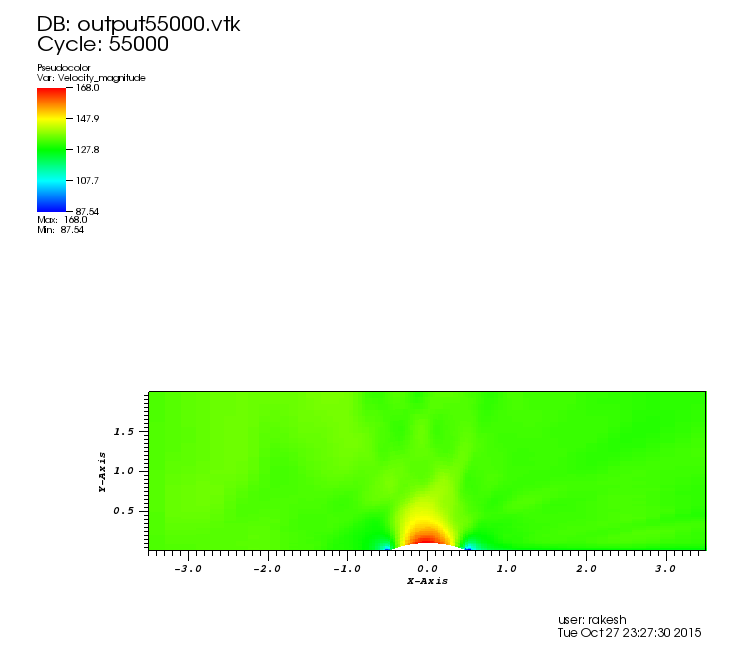 DB: output55000.vtk
Cycle: 55000
Pseudocolor
Var: Velocity_magnitude
168.0
147.9
127.8
107.7
87.54
Max: 168.0
Min: 87.54
1.5
1.0
0.5
Y-Axis
-3.0 -2.0 -1.0 0.0 1.0 2.0 3.0
X-Axis
user: rakesh
Tue Oct 27 23:27:30 2015